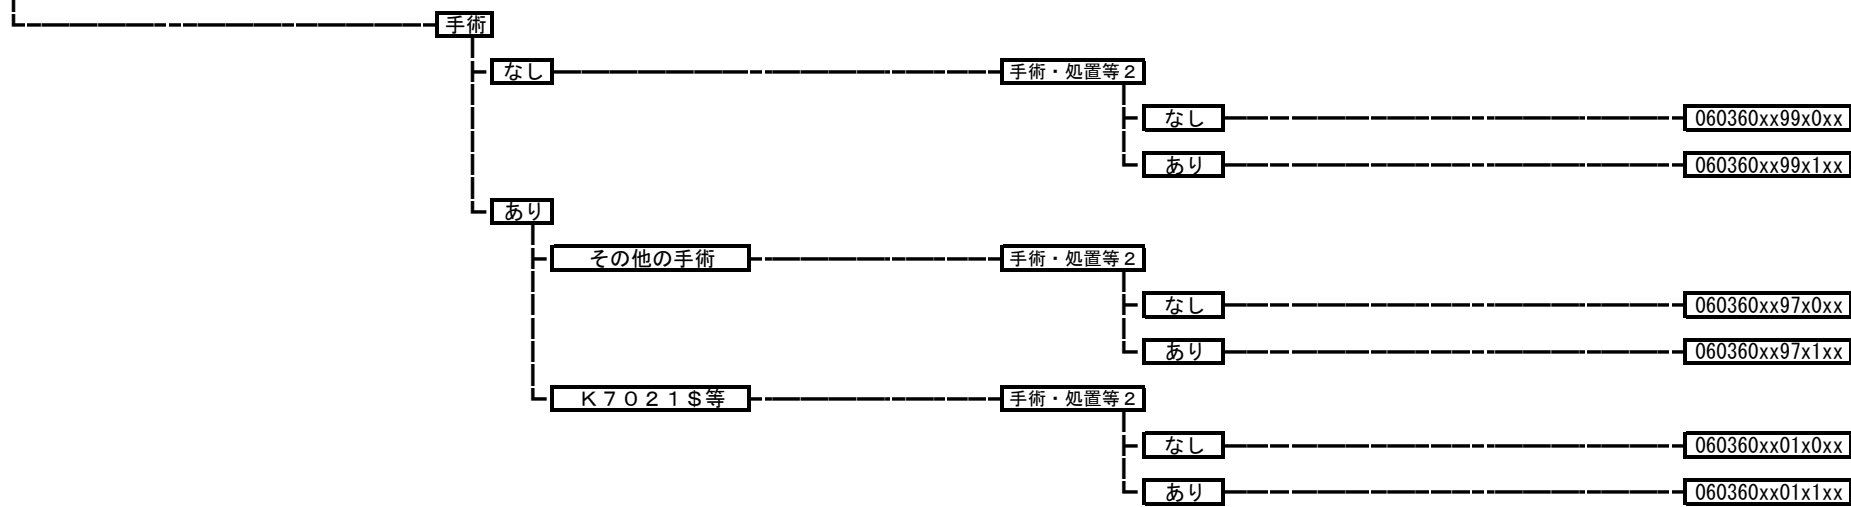 手術
なし 手術・処置等２
なし 060360xx99x0xx
あり 060360xx99x1xx
あり
その他の手術 手術・処置等２
なし 060360xx97x0xx
あり 060360xx97x1xx
Ｋ７０２１＄等 手術・処置等２
なし 060360xx01x0xx
あり 060360xx01x1xx